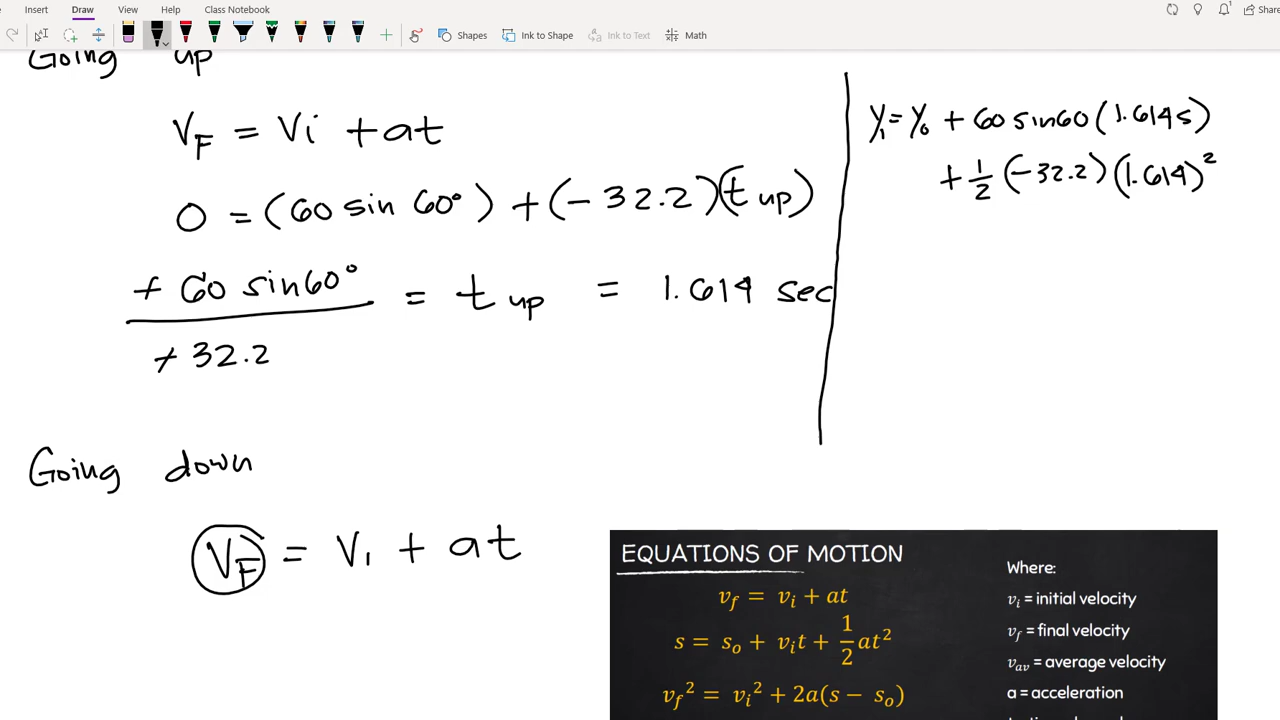 Insert Draw View Help Class Notebook Share
Shapes Ink to Shape Ink to Text Math
Going up
VF = Vi + at
0 = (60 sin 60°) + (-32.2)(t up)
+ 60 sin60° = t up = 1.614 sec
+ 32.2
y1 = y0 + 60 sin60 (1.614s)
+ 1/2 (-32.2) (1.614)²
Going down
VF = V1 + at
EQUATIONS OF MOTION
vf = vi + at
s = so + vit + 1/2 at²
vf² = vi² + 2a(s − so)
Where:
vi = initial velocity
vf = final velocity
vav = average velocity
a = acceleration